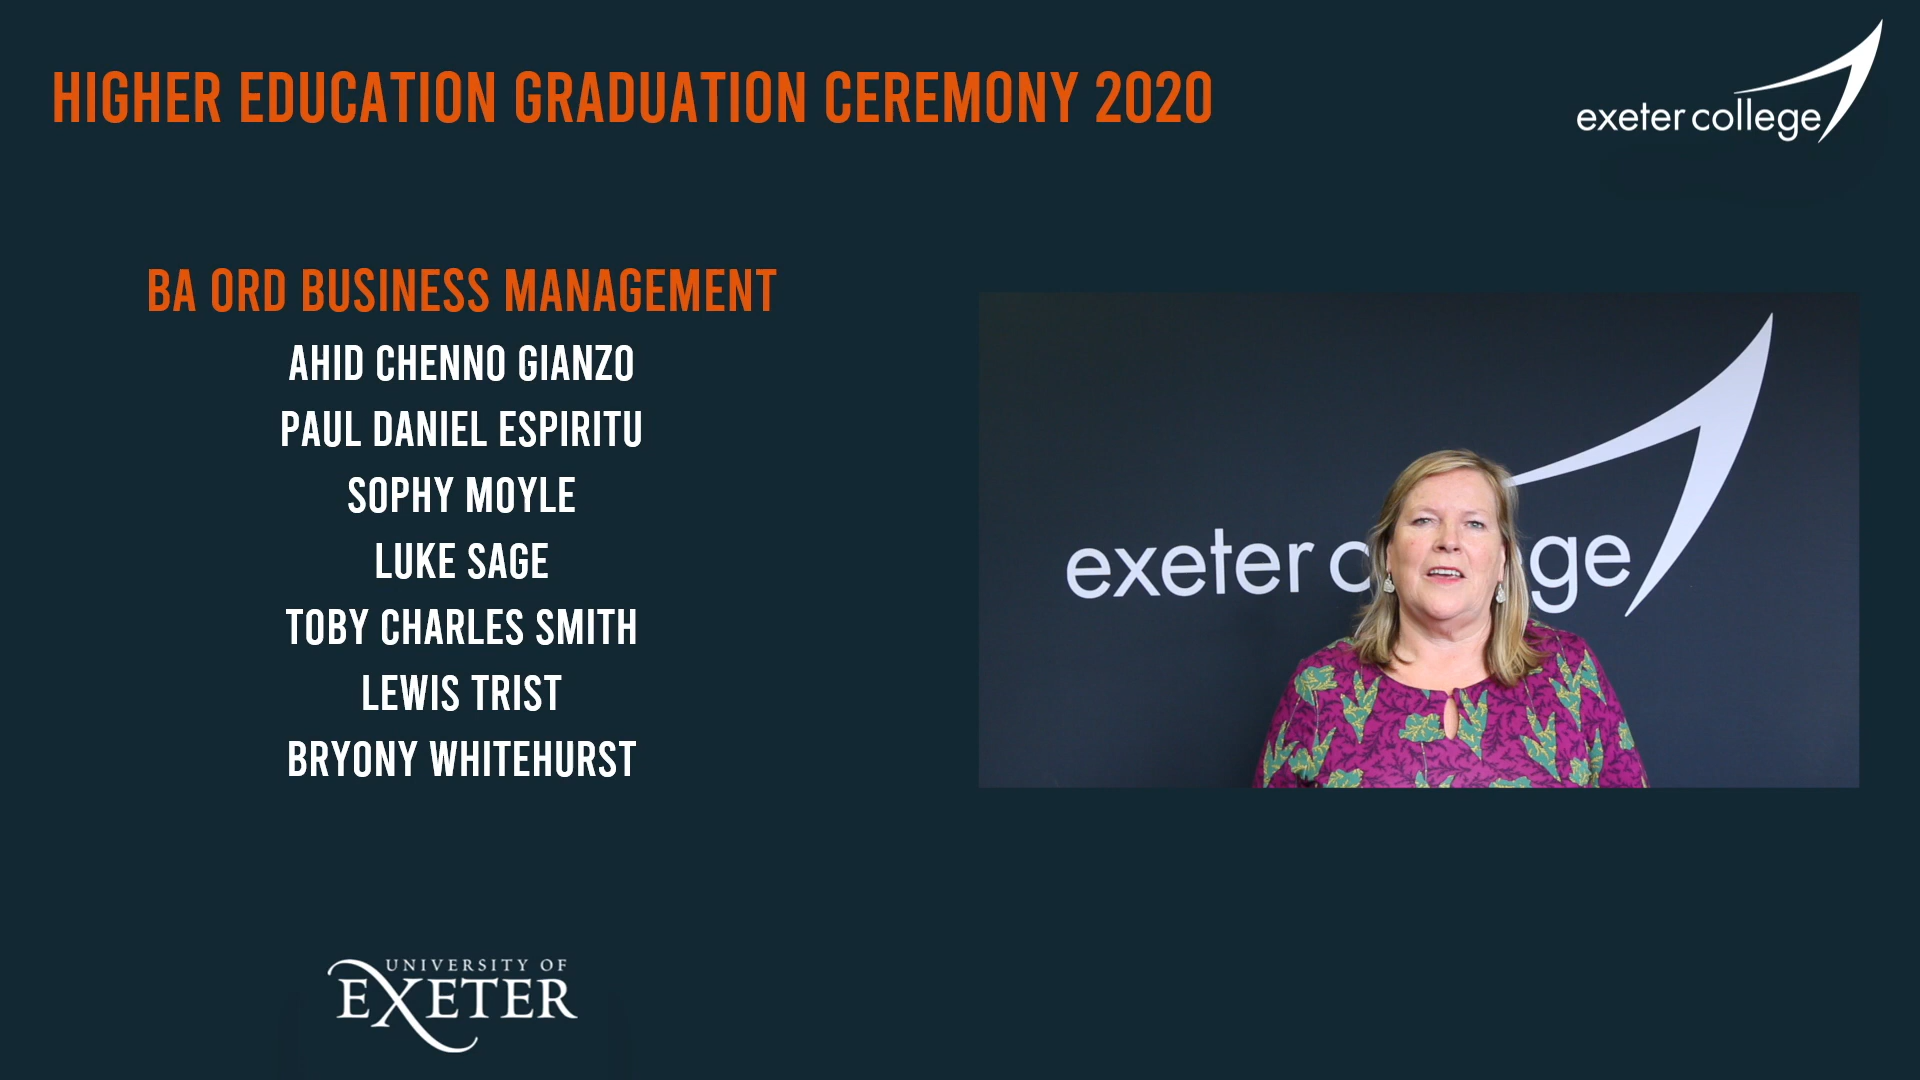 HIGHER EDUCATION GRADUATION CEREMONY 2020
exeter college
BA ORD BUSINESS MANAGEMENT
AHID CHENNO GIANZO
PAUL DANIEL ESPIRITU
SOPHY MOYLE
LUKE SAGE
TOBY CHARLES SMITH
LEWIS TRIST
BRYONY WHITEHURST
exeter c ge
UNIVERSITY OF
EXETER